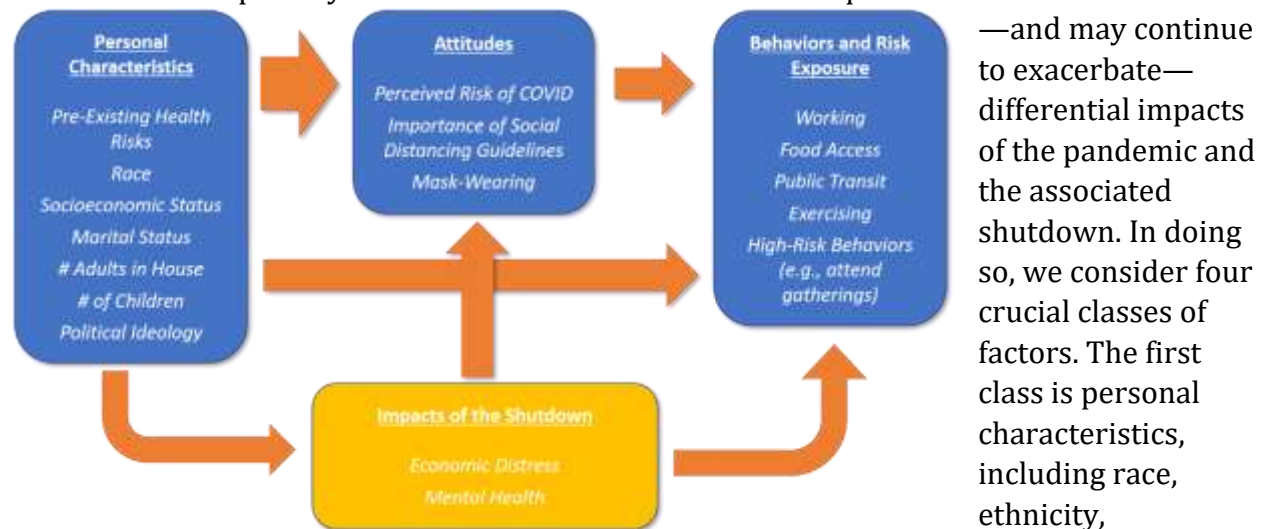 Personal
Characteristics
Pre-Existing Health
Risks
Race
Socioeconomic Status
Marital Status
# Adults in House
# of Children
Political Ideology
Attitudes
Perceived Risk of COVID
Importance of Social
Distancing Guidelines
Mask-Wearing
Behaviors and Risk
Exposure
Working
Food Access
Public Transit
Exercising
High-Risk Behaviors
(e.g., attend
gatherings)
Impacts of the Shutdown
Economic Distress
Mental Health
—and may continue
to exacerbate—
differential impacts
of the pandemic and
the associated
shutdown. In doing
so, we consider four
crucial classes of
factors. The first
class is personal
characteristics,
including race,
ethnicity,